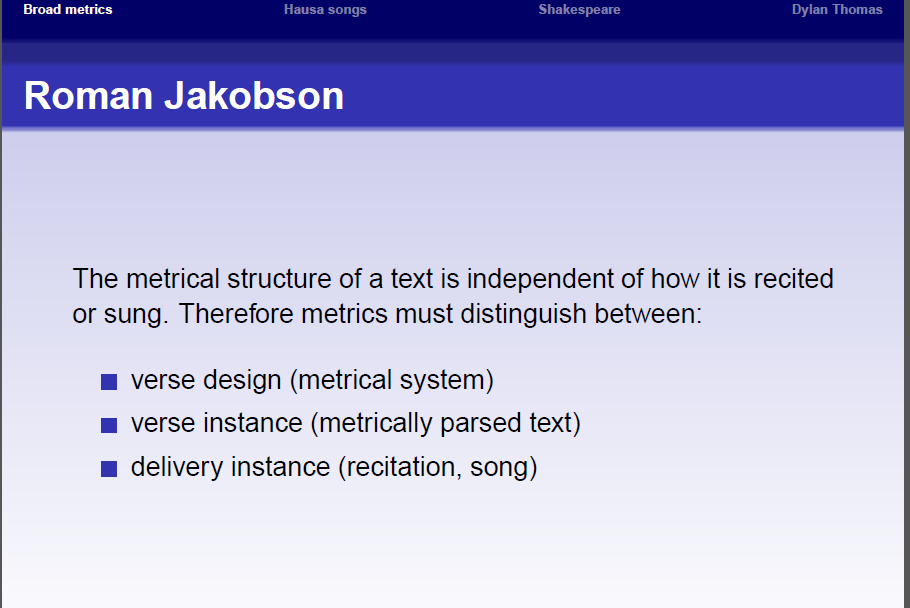 Broad metrics Hausa songs Shakespeare Dylan Thomas
Roman Jakobson
The metrical structure of a text is independent of how it is recited
or sung. Therefore metrics must distinguish between:
verse design (metrical system)
verse instance (metrically parsed text)
delivery instance (recitation, song)